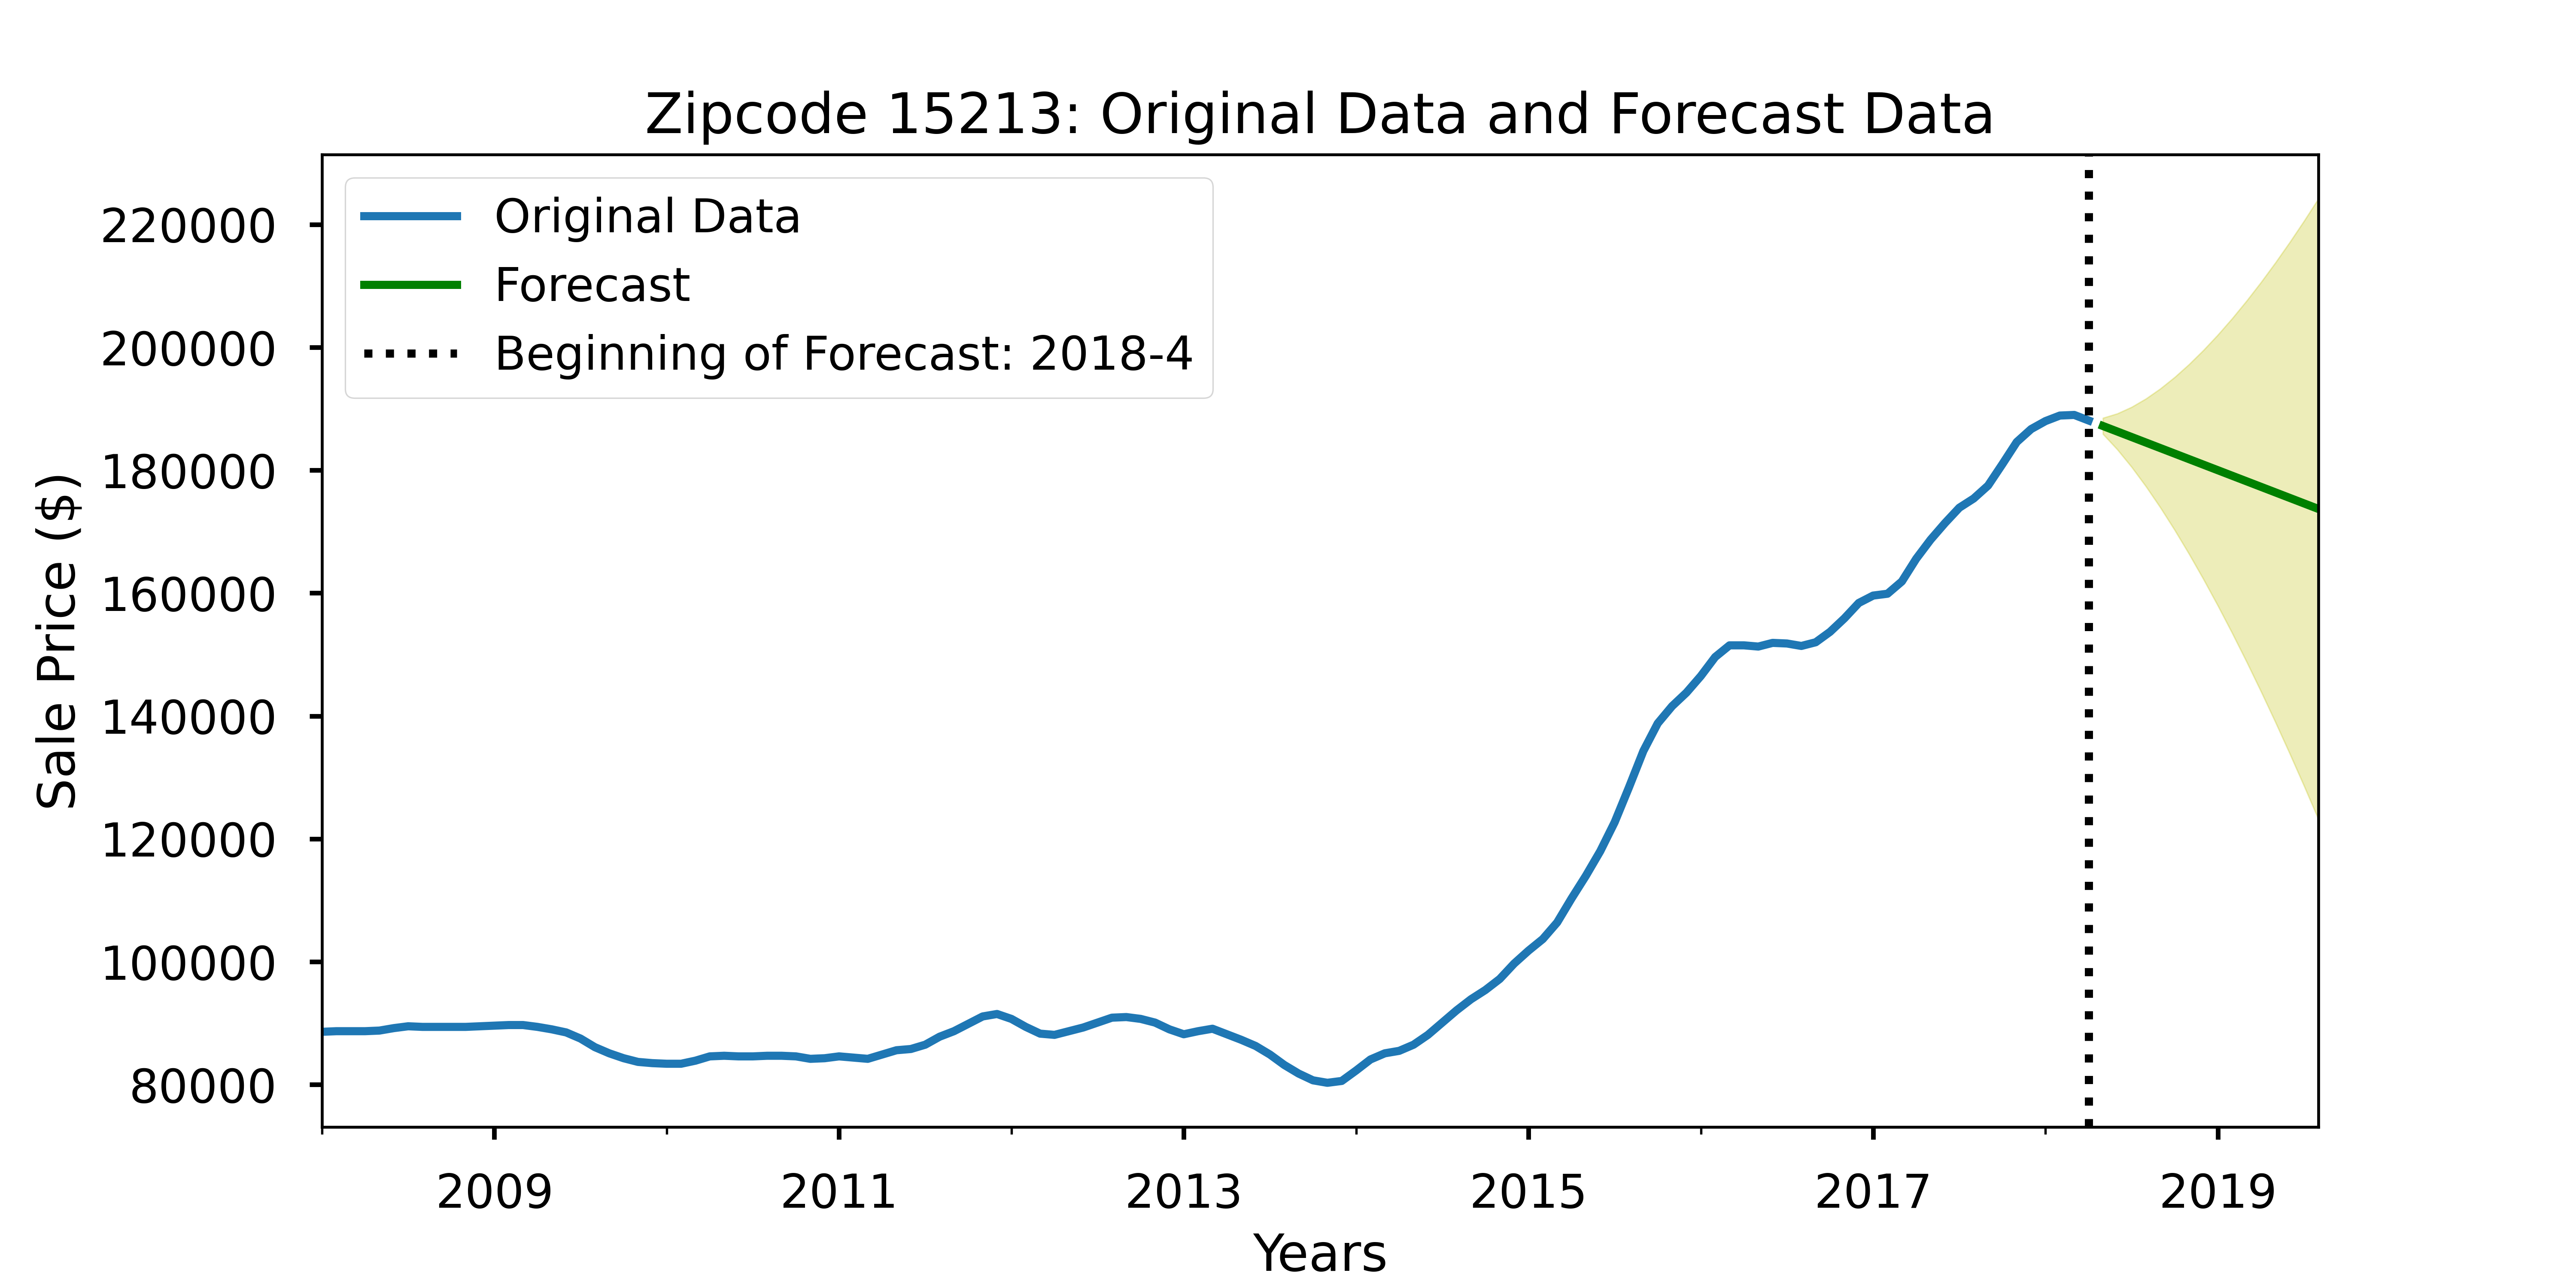 Zipcode 15213: Original Data and Forecast Data
Original Data
Forecast
Beginning of Forecast: 2018-4
Sale Price ($)
220000
200000
180000
160000
140000
120000
100000
80000
2009 2011 2013 2015 2017 2019
Years